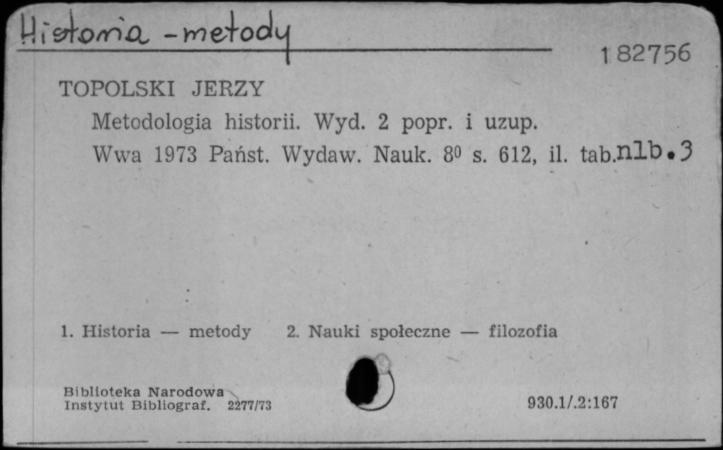 Historia - metody
182756
TOPOLSKI JERZY
Metodologia historii. Wyd. 2 popr. i uzup.
Wwa 1973 Państ. Wydaw. Nauk. 8⁰ s. 612, il. tab.nlb.3
1. Historia — metody 2. Nauki społeczne — filozofia
Biblioteka Narodowa
Instytut Bibliograf. 2277/73
930.1/.2:167